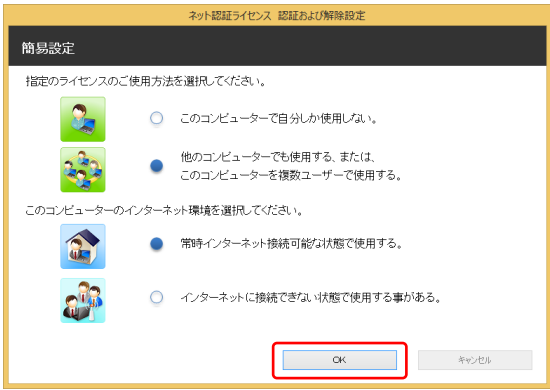 ネット認証ライセンス 認証および解除設定
簡易設定
指定のライセンスのご使用方法を選択してください。
このコンピューターで自分しか使用しない。
他のコンピューターでも使用する、または、
このコンピューターを複数ユーザーで使用する。
このコンピューターのインターネット環境を選択してください。
常時インターネット接続可能な状態で使用する。
インターネットに接続できない状態で使用する事がある。
OK
キャンセル